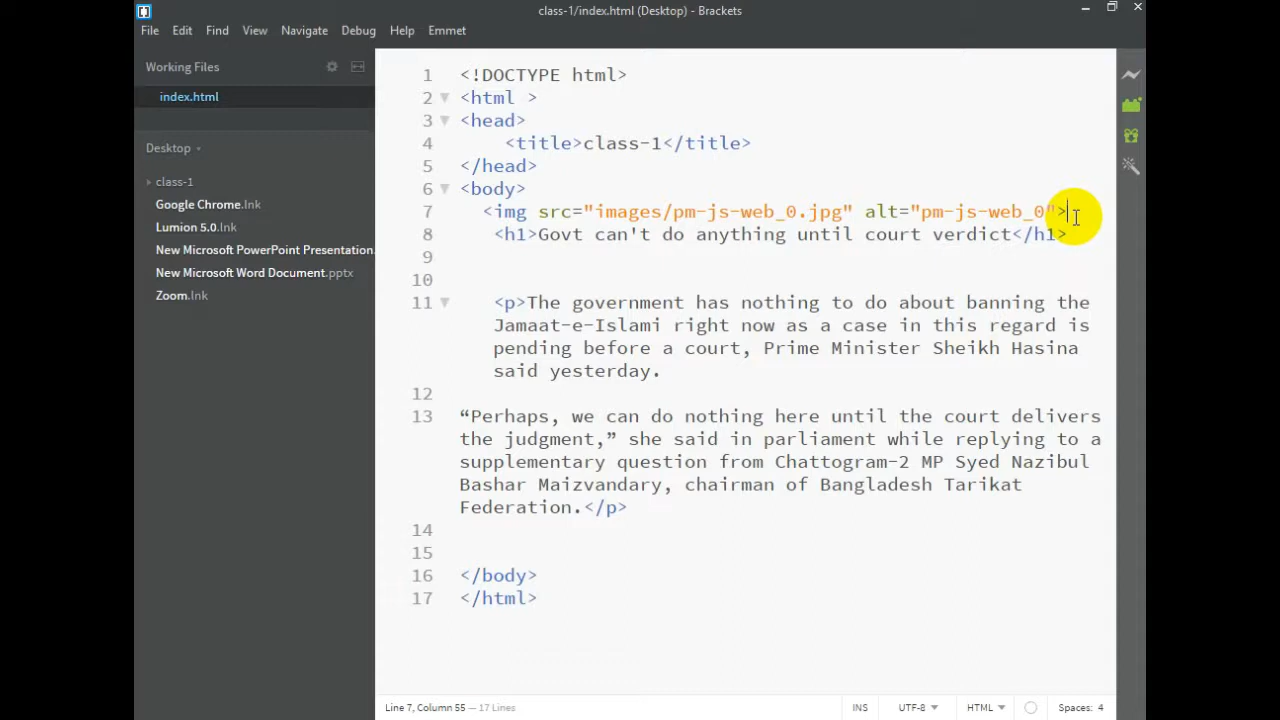 class-1/index.html (Desktop) - Brackets
File Edit Find View Navigate Debug Help Emmet
Working Files
index.html
Desktop
class-1
Google Chrome.lnk
Lumion 5.0.lnk
New Microsoft PowerPoint Presentation.
New Microsoft Word Document.pptx
Zoom.lnk
1 <!DOCTYPE html>
2 <html >
3 <head>
4 <title>class-1</title>
5 </head>
6 <body>
7 <img src="images/pm-js-web_0.jpg" alt="pm-js-web_0">
8 <h1>Govt can't do anything until court verdict</h1>
9
10
11 <p>The government has nothing to do about banning the
Jamaat-e-Islami right now as a case in this regard is
pending before a court, Prime Minister Sheikh Hasina
said yesterday.
12
13 “Perhaps, we can do nothing here until the court delivers
the judgment,” she said in parliament while replying to a
supplementary question from Chattogram-2 MP Syed Nazibul
Bashar Maizvandary, chairman of Bangladesh Tarikat
Federation.</p>
14
15
16 </body>
17 </html>
Line 7, Column 55 — 17 Lines INS UTF-8 HTML Spaces: 4